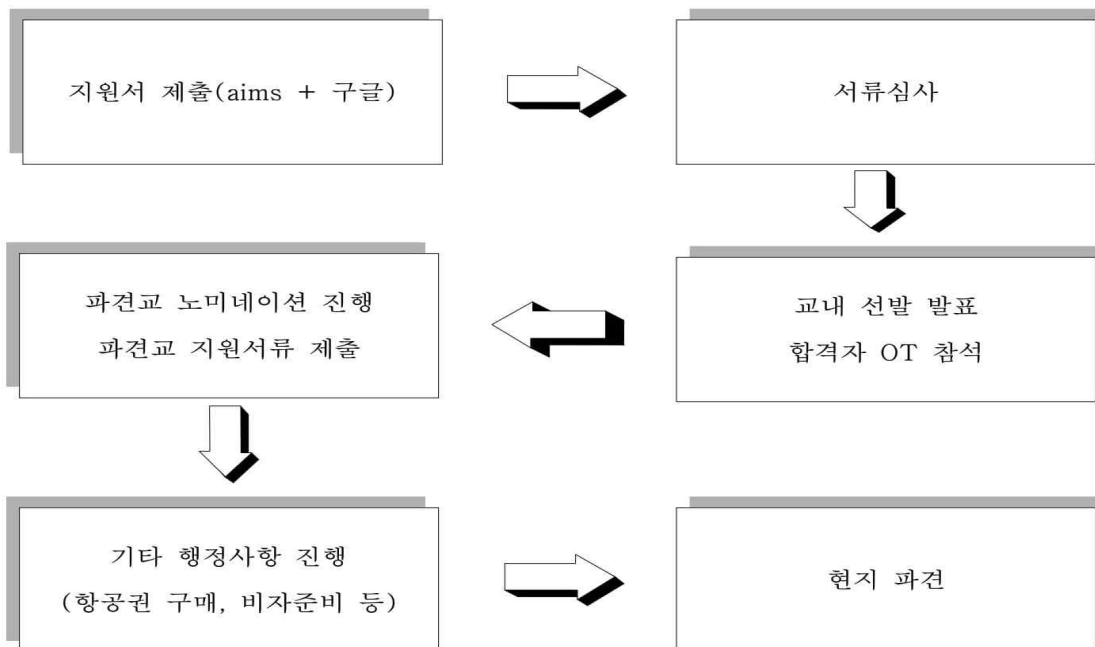 지원서 제출(aims + 구글)
서류심사
교내 선발 발표
합격자 OT 참석
파견교 노미네이션 진행
파견교 지원서류 제출
기타 행정사항 진행
(항공권 구매, 비자준비 등)
현지 파견